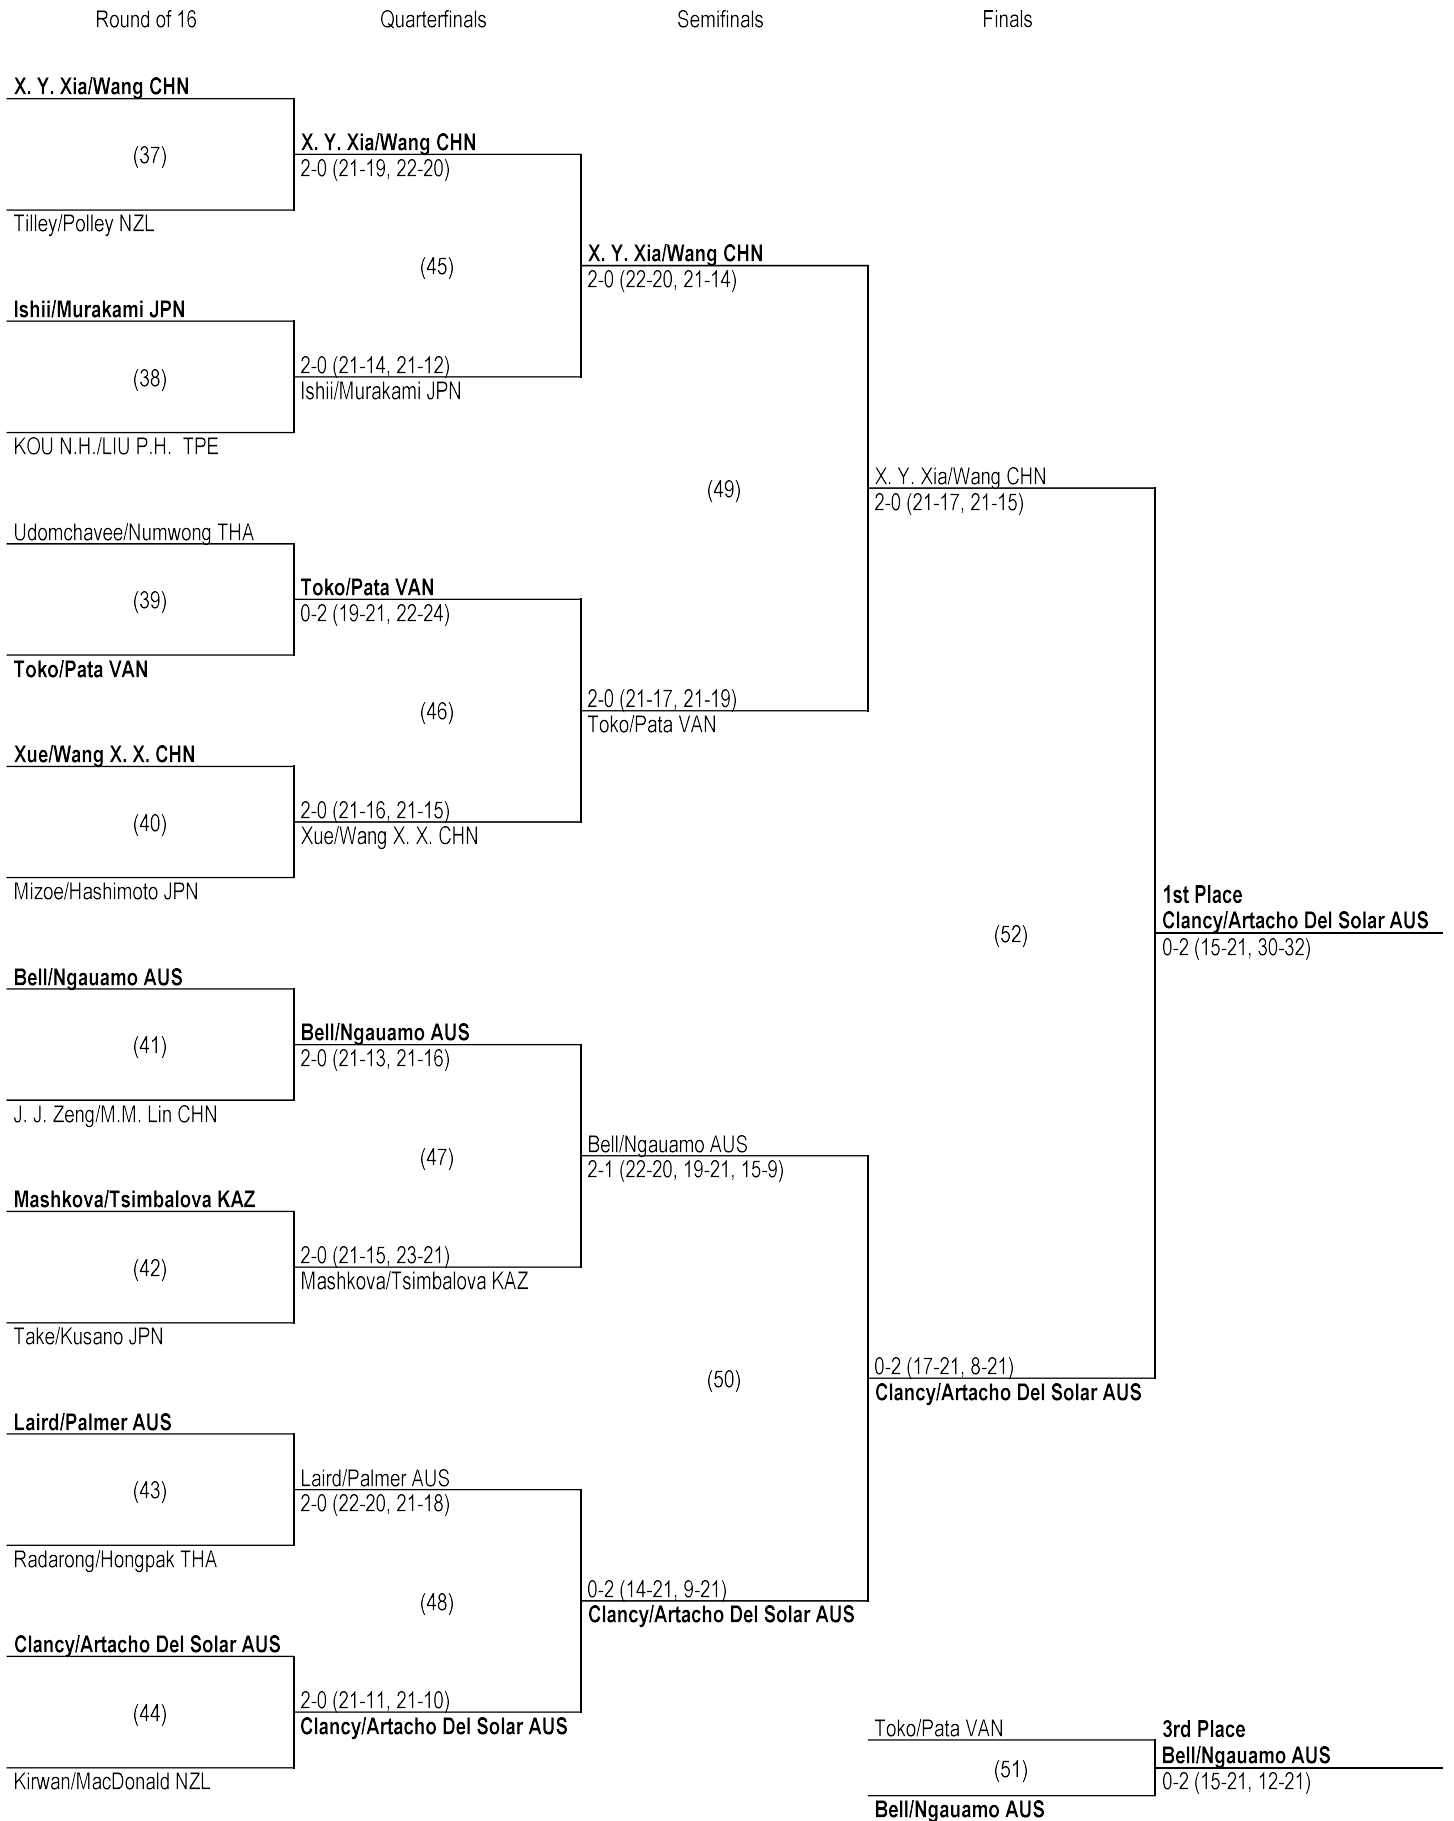 Round of 16
Quarterfinals
Semifinals
Finals
X. Y. Xia/Wang CHN
(37)
Tilley/Polley NZL
X. Y. Xia/Wang CHN
2-0 (21-19, 22-20)
(45)
X. Y. Xia/Wang CHN
2-0 (22-20, 21-14)
Ishii/Murakami JPN
(38)
KOU N.H./LIU P.H.  TPE
2-0 (21-14, 21-12)
Ishii/Murakami JPN
(49)
X. Y. Xia/Wang CHN
2-0 (21-17, 21-15)
Udomchavee/Numwong THA
(39)
Toko/Pata VAN
Toko/Pata VAN
0-2 (19-21, 22-24)
(46)
2-0 (21-17, 21-19)
Toko/Pata VAN
Xue/Wang X. X. CHN
(40)
Mizoe/Hashimoto JPN
2-0 (21-16, 21-15)
Xue/Wang X. X. CHN
(52)
1st Place
Clancy/Artacho Del Solar AUS
0-2 (15-21, 30-32)
Bell/Ngauamo AUS
(41)
J. J. Zeng/M.M. Lin CHN
Bell/Ngauamo AUS
2-0 (21-13, 21-16)
(47)
Bell/Ngauamo AUS
2-1 (22-20, 19-21, 15-9)
Mashkova/Tsimbalova KAZ
(42)
Take/Kusano JPN
2-0 (21-15, 23-21)
Mashkova/Tsimbalova KAZ
(50)
0-2 (17-21, 8-21)
Clancy/Artacho Del Solar AUS
Laird/Palmer AUS
(43)
Radarong/Hongpak THA
Laird/Palmer AUS
2-0 (22-20, 21-18)
(48)
0-2 (14-21, 9-21)
Clancy/Artacho Del Solar AUS
Clancy/Artacho Del Solar AUS
(44)
Kirwan/MacDonald NZL
2-0 (21-11, 21-10)
Clancy/Artacho Del Solar AUS
Toko/Pata VAN
(51)
Bell/Ngauamo AUS
3rd Place
Bell/Ngauamo AUS
0-2 (15-21, 12-21)